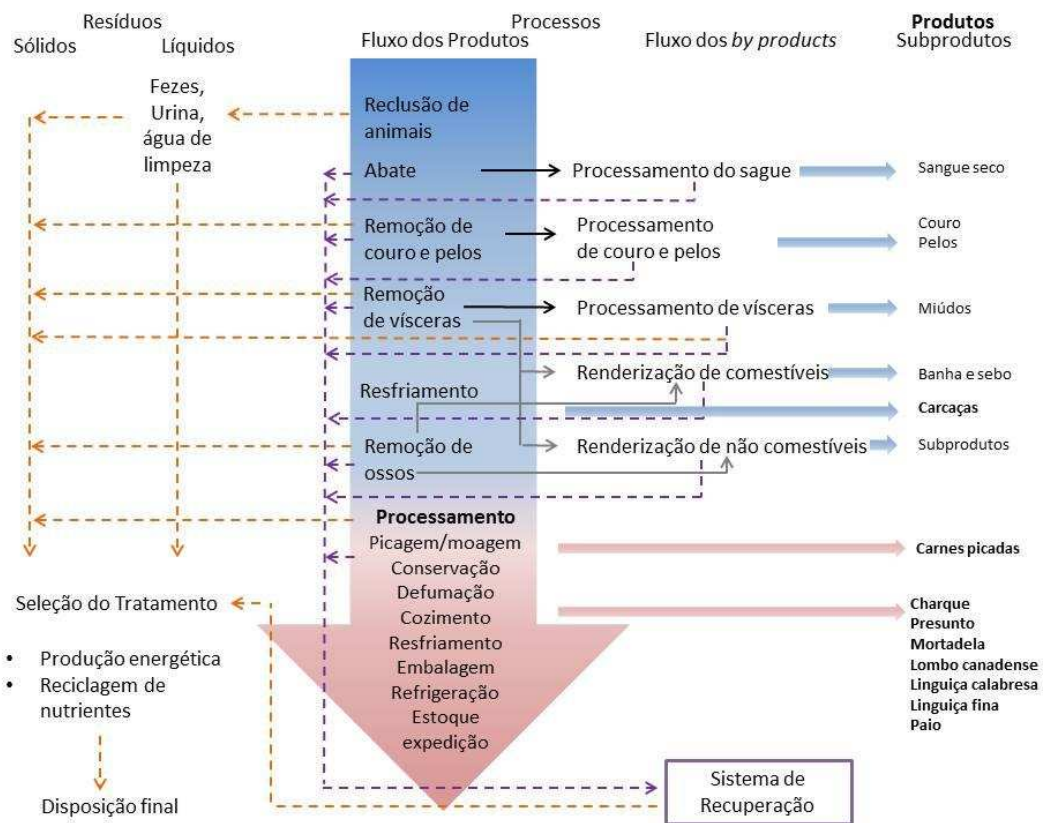 Resíduos
Sólidos
Líquidos
Processos
Fluxo dos Produtos
Fluxo dos by products
Produtos
Subprodutos
Fezes,
Urina,
água de
limpeza
Reclusão de
animais
Abate
Processamento do sague
Sangue seco
Remoção de
couro e pelos
Processamento
de couro e pelos
Couro
Pelos
Remoção
de vísceras
Processamento de vísceras
Miúdos
Resfriamento
Renderização de comestíveis
Banha e sebo
Carcaças
Remoção de
ossos
Renderização de não comestíveis
Subprodutos
Processamento
Picagem/moagem
Conservação
Defumação
Cozimento
Resfriamento
Embalagem
Refrigeração
Estoque
expedição
Carnes picadas
Charque
Presunto
Mortadela
Lombo canadense
Linguiça calabresa
Linguiça fina
Paio
Seleção do Tratamento
• Produção energética
• Reciclagem de
nutrientes
Disposição final
Sistema de
Recuperação